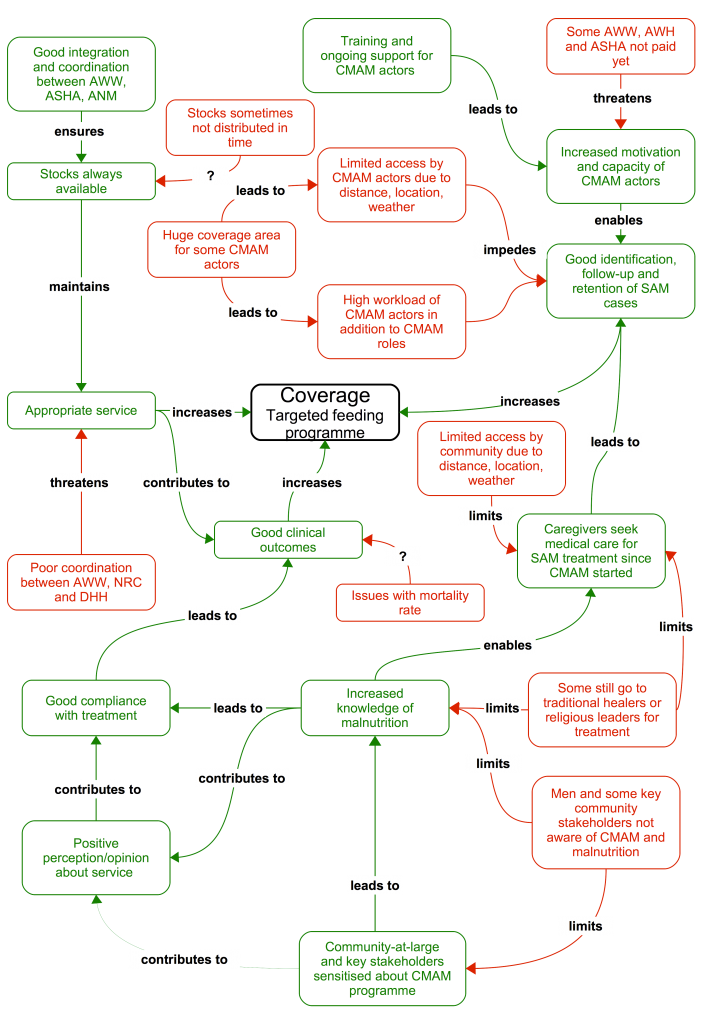 Good integration
and coordination
between AWW,
ASHA, ANM
Training and
ongoing support for
CMAM actors
Some AWW, AWH
and ASHA not paid
yet
ensures
leads to
threatens
Stocks sometimes
not distributed in
time
Stocks always
available
?
leads to
Limited access by
CMAM actors due to
distance, location,
weather
Increased motivation
and capacity of
CMAM actors
enables
Huge coverage area
for some CMAM
actors
impedes
Good identification,
follow-up and
retention of SAM
cases
maintains
leads to
High workload of
CMAM actors in
addition to CMAM
roles
Appropriate service
increases
Coverage
Targeted feeding
programme
increases
threatens
contributes to
increases
Limited access by
community due to
distance, location,
weather
leads to
limits
Good clinical
outcomes
Caregivers seek
medical care for
SAM treatment since
CMAM started
Poor coordination
between AWW, NRC
and DHH
?
Issues with mortality
rate
leads to
enables
limits
Good compliance
with treatment
leads to
Increased
knowledge of
malnutrition
limits
Some still go to
traditional healers or
religious leaders for
treatment
contributes to
contributes to
limits
Men and some key
community
stakeholders not
aware of CMAM and
malnutrition
Positive
perception/opinion
about service
leads to
limits
contributes to
Community-at-large
and key stakeholders
sensitised about CMAM
programme